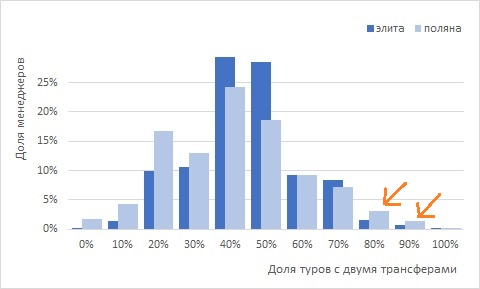 элита поляна
Доля менеджеров
25%
20%
15%
10%
5%
0%
0% 10% 20% 30% 40% 50% 60% 70% 80% 90% 100%
Доля туров с двумя трансферами